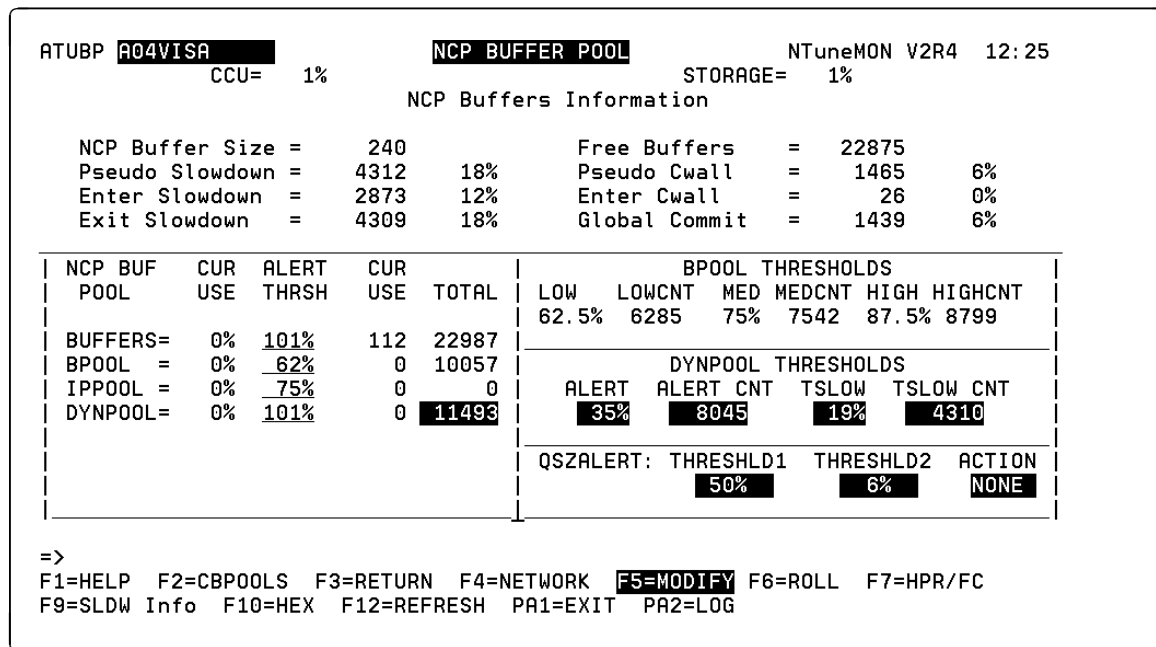 ATUBP A04VISA NCP BUFFER POOL NTuneMON V2R4 12:25
CCU= 1% STORAGE= 1%
NCP Buffers Information
NCP Buffer Size = 240 Free Buffers = 22875
Pseudo Slowdown = 4312 18% Pseudo Cwall = 1465 6%
Enter Slowdown = 2873 12% Enter Cwall = 26 0%
Exit Slowdown = 4309 18% Global Commit = 1439 6%
NCP BUF CUR ALERT CUR BPOOL THRESHOLDS
POOL USE THRSH USE TOTAL LOW LOWCNT MED MEDCNT HIGH HIGHCNT
62.5% 6285 75% 7542 87.5% 8799
BUFFERS= 0% 101% 112 22987
BPOOL = 0% 62% 0 10057 DYNPOOL THRESHOLDS
IPPOOL = 0% 75% 0 0 ALERT ALERT CNT TSLOW TSLOW CNT
DYNPOOL= 0% 101% 0 11493 35% 8045 19% 4310
QSZALERT: THRESHLD1 THRESHLD2 ACTION
50% 6% NONE
=>
F1=HELP F2=CBPOOLS F3=RETURN F4=NETWORK F5=MODIFY F6=ROLL F7=HPR/FC
F9=SLDW Info F10=HEX F12=REFRESH PA1=EXIT PA2=LOG